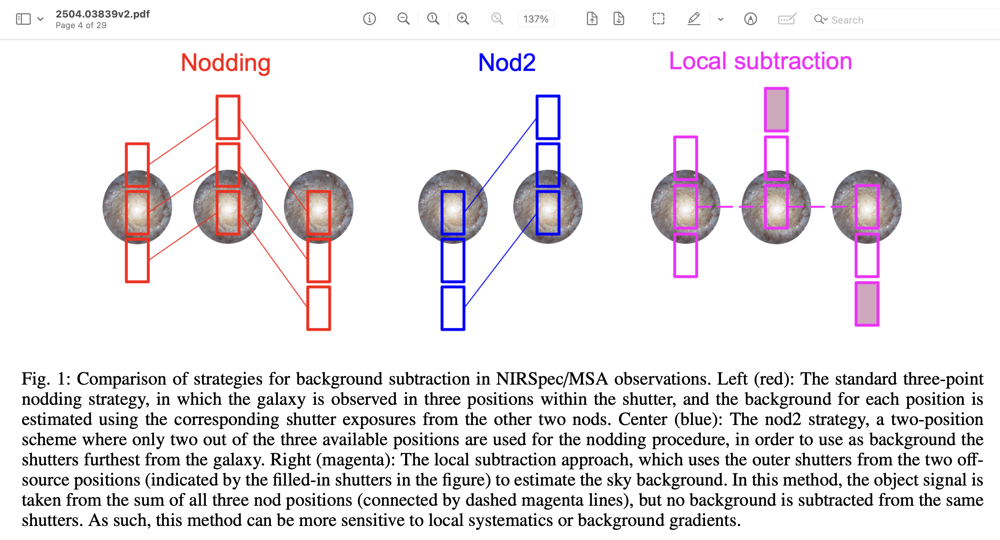 2504.03839v2.pdf
Page 4 of 29
137%
Search
Nodding
Nod2
Local subtraction
Fig. 1: Comparison of strategies for background subtraction in NIRSpec/MSA observations. Left (red): The standard three-point
nodding strategy, in which the galaxy is observed in three positions within the shutter, and the background for each position is
estimated using the corresponding shutter exposures from the other two nods. Center (blue): The nod2 strategy, a two-position
scheme where only two out of the three available positions are used for the nodding procedure, in order to use as background the
shutters furthest from the galaxy. Right (magenta): The local subtraction approach, which uses the outer shutters from the two off-
source positions (indicated by the filled-in shutters in the figure) to estimate the sky background. In this method, the object signal is
taken from the sum of all three nod positions (connected by dashed magenta lines), but no background is subtracted from the same
shutters. As such, this method can be more sensitive to local systematics or background gradients.